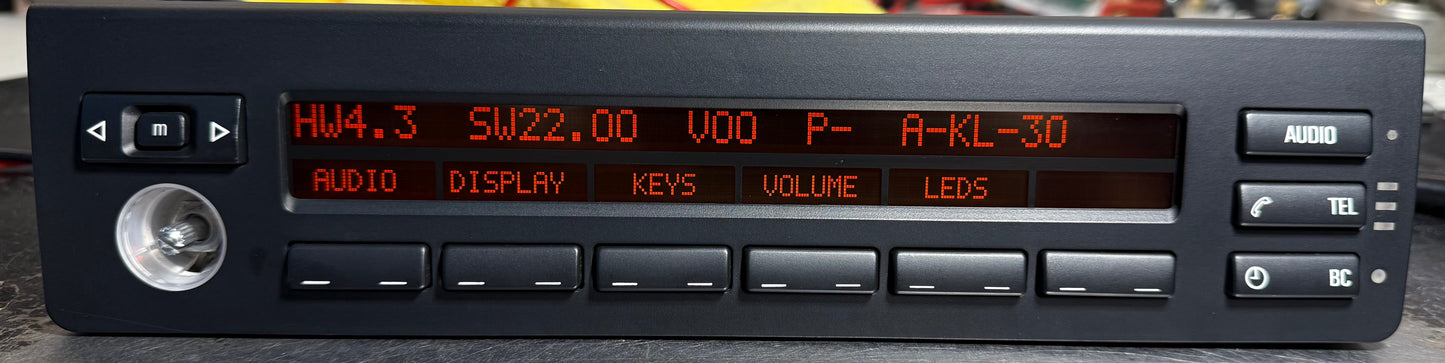 m
HW4.3 SW22.00 V00 P- A-KL-30
AUDIO DISPLAY KEYS VOLUME LEDS
AUDIO
TEL
BC